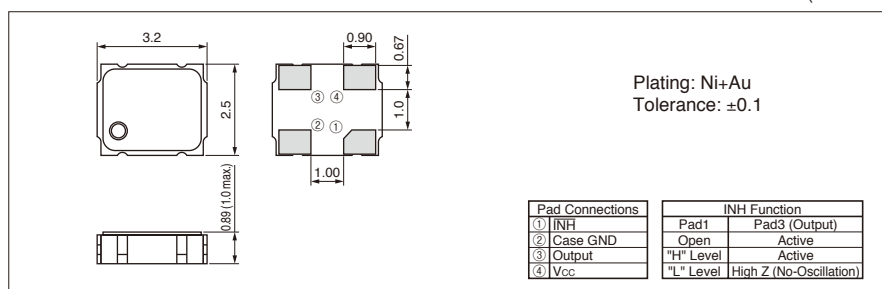 3.2
2.5
0.89 (1.0 max.)
0.90
0.67
1.0
③ ④
② ①
1.00
Plating: Ni+Au
Tolerance: ±0.1
Pad Connections
① I̅N̅H̅
② Case GND
③ Output
④ Vcc
INH Function
Pad1 Pad3 (Output)
Open Active
"H" Level Active
"L" Level High Z (No-Oscillation)